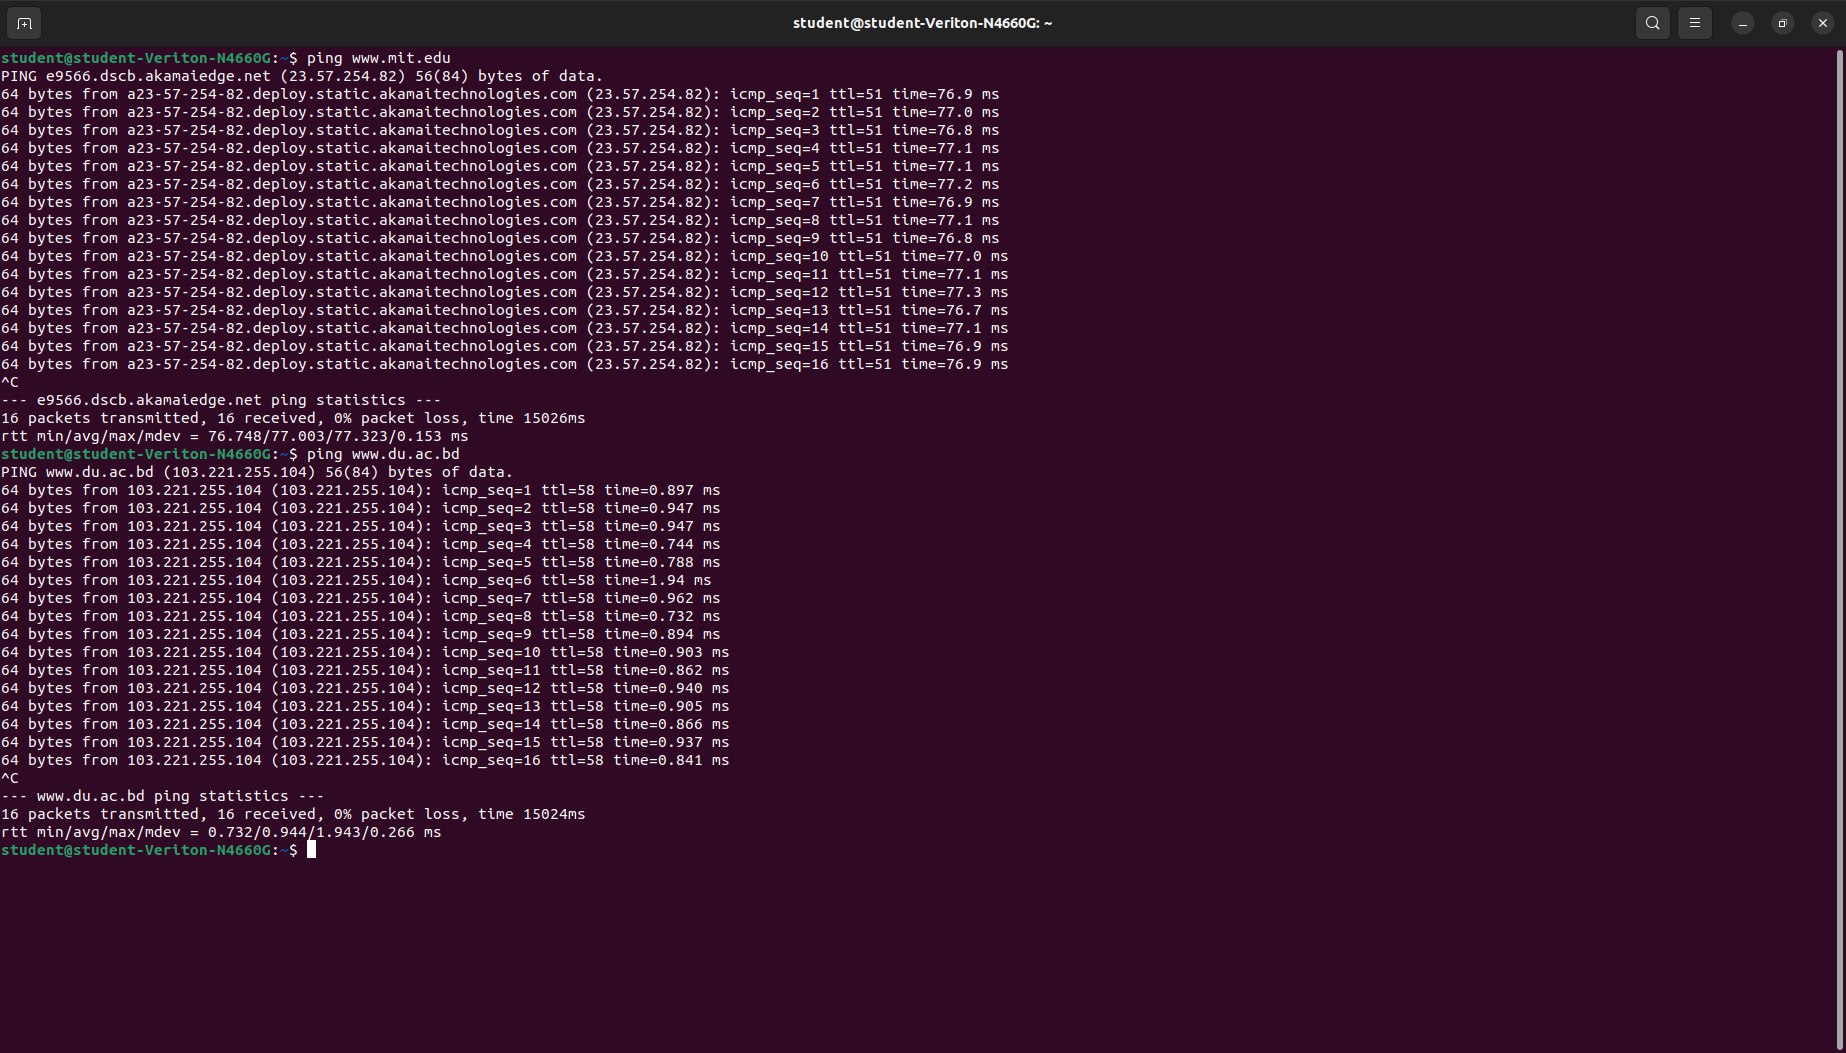 student@student-Veriton-N4660G: ~
student@student-Veriton-N4660G:~$ ping www.mit.edu
PING e9566.dscb.akamaiedge.net (23.57.254.82) 56(84) bytes of data.
64 bytes from a23-57-254-82.deploy.static.akamaitechnologies.com (23.57.254.82): icmp_seq=1 ttl=51 time=76.9 ms
64 bytes from a23-57-254-82.deploy.static.akamaitechnologies.com (23.57.254.82): icmp_seq=2 ttl=51 time=77.0 ms
64 bytes from a23-57-254-82.deploy.static.akamaitechnologies.com (23.57.254.82): icmp_seq=3 ttl=51 time=76.8 ms
64 bytes from a23-57-254-82.deploy.static.akamaitechnologies.com (23.57.254.82): icmp_seq=4 ttl=51 time=77.1 ms
64 bytes from a23-57-254-82.deploy.static.akamaitechnologies.com (23.57.254.82): icmp_seq=5 ttl=51 time=77.1 ms
64 bytes from a23-57-254-82.deploy.static.akamaitechnologies.com (23.57.254.82): icmp_seq=6 ttl=51 time=77.2 ms
64 bytes from a23-57-254-82.deploy.static.akamaitechnologies.com (23.57.254.82): icmp_seq=7 ttl=51 time=76.9 ms
64 bytes from a23-57-254-82.deploy.static.akamaitechnologies.com (23.57.254.82): icmp_seq=8 ttl=51 time=77.1 ms
64 bytes from a23-57-254-82.deploy.static.akamaitechnologies.com (23.57.254.82): icmp_seq=9 ttl=51 time=76.8 ms
64 bytes from a23-57-254-82.deploy.static.akamaitechnologies.com (23.57.254.82): icmp_seq=10 ttl=51 time=77.0 ms
64 bytes from a23-57-254-82.deploy.static.akamaitechnologies.com (23.57.254.82): icmp_seq=11 ttl=51 time=77.1 ms
64 bytes from a23-57-254-82.deploy.static.akamaitechnologies.com (23.57.254.82): icmp_seq=12 ttl=51 time=77.3 ms
64 bytes from a23-57-254-82.deploy.static.akamaitechnologies.com (23.57.254.82): icmp_seq=13 ttl=51 time=76.7 ms
64 bytes from a23-57-254-82.deploy.static.akamaitechnologies.com (23.57.254.82): icmp_seq=14 ttl=51 time=77.1 ms
64 bytes from a23-57-254-82.deploy.static.akamaitechnologies.com (23.57.254.82): icmp_seq=15 ttl=51 time=76.9 ms
64 bytes from a23-57-254-82.deploy.static.akamaitechnologies.com (23.57.254.82): icmp_seq=16 ttl=51 time=76.9 ms
^C
--- e9566.dscb.akamaiedge.net ping statistics ---
16 packets transmitted, 16 received, 0% packet loss, time 15026ms
rtt min/avg/max/mdev = 76.748/77.003/77.323/0.153 ms
student@student-Veriton-N4660G:~$ ping www.du.ac.bd
PING www.du.ac.bd (103.221.255.104) 56(84) bytes of data.
64 bytes from 103.221.255.104 (103.221.255.104): icmp_seq=1 ttl=58 time=0.897 ms
64 bytes from 103.221.255.104 (103.221.255.104): icmp_seq=2 ttl=58 time=0.947 ms
64 bytes from 103.221.255.104 (103.221.255.104): icmp_seq=3 ttl=58 time=0.947 ms
64 bytes from 103.221.255.104 (103.221.255.104): icmp_seq=4 ttl=58 time=0.744 ms
64 bytes from 103.221.255.104 (103.221.255.104): icmp_seq=5 ttl=58 time=0.788 ms
64 bytes from 103.221.255.104 (103.221.255.104): icmp_seq=6 ttl=58 time=1.94 ms
64 bytes from 103.221.255.104 (103.221.255.104): icmp_seq=7 ttl=58 time=0.962 ms
64 bytes from 103.221.255.104 (103.221.255.104): icmp_seq=8 ttl=58 time=0.732 ms
64 bytes from 103.221.255.104 (103.221.255.104): icmp_seq=9 ttl=58 time=0.894 ms
64 bytes from 103.221.255.104 (103.221.255.104): icmp_seq=10 ttl=58 time=0.903 ms
64 bytes from 103.221.255.104 (103.221.255.104): icmp_seq=11 ttl=58 time=0.862 ms
64 bytes from 103.221.255.104 (103.221.255.104): icmp_seq=12 ttl=58 time=0.940 ms
64 bytes from 103.221.255.104 (103.221.255.104): icmp_seq=13 ttl=58 time=0.905 ms
64 bytes from 103.221.255.104 (103.221.255.104): icmp_seq=14 ttl=58 time=0.866 ms
64 bytes from 103.221.255.104 (103.221.255.104): icmp_seq=15 ttl=58 time=0.937 ms
64 bytes from 103.221.255.104 (103.221.255.104): icmp_seq=16 ttl=58 time=0.841 ms
^C
--- www.du.ac.bd ping statistics ---
16 packets transmitted, 16 received, 0% packet loss, time 15024ms
rtt min/avg/max/mdev = 0.732/0.944/1.943/0.266 ms
student@student-Veriton-N4660G:~$